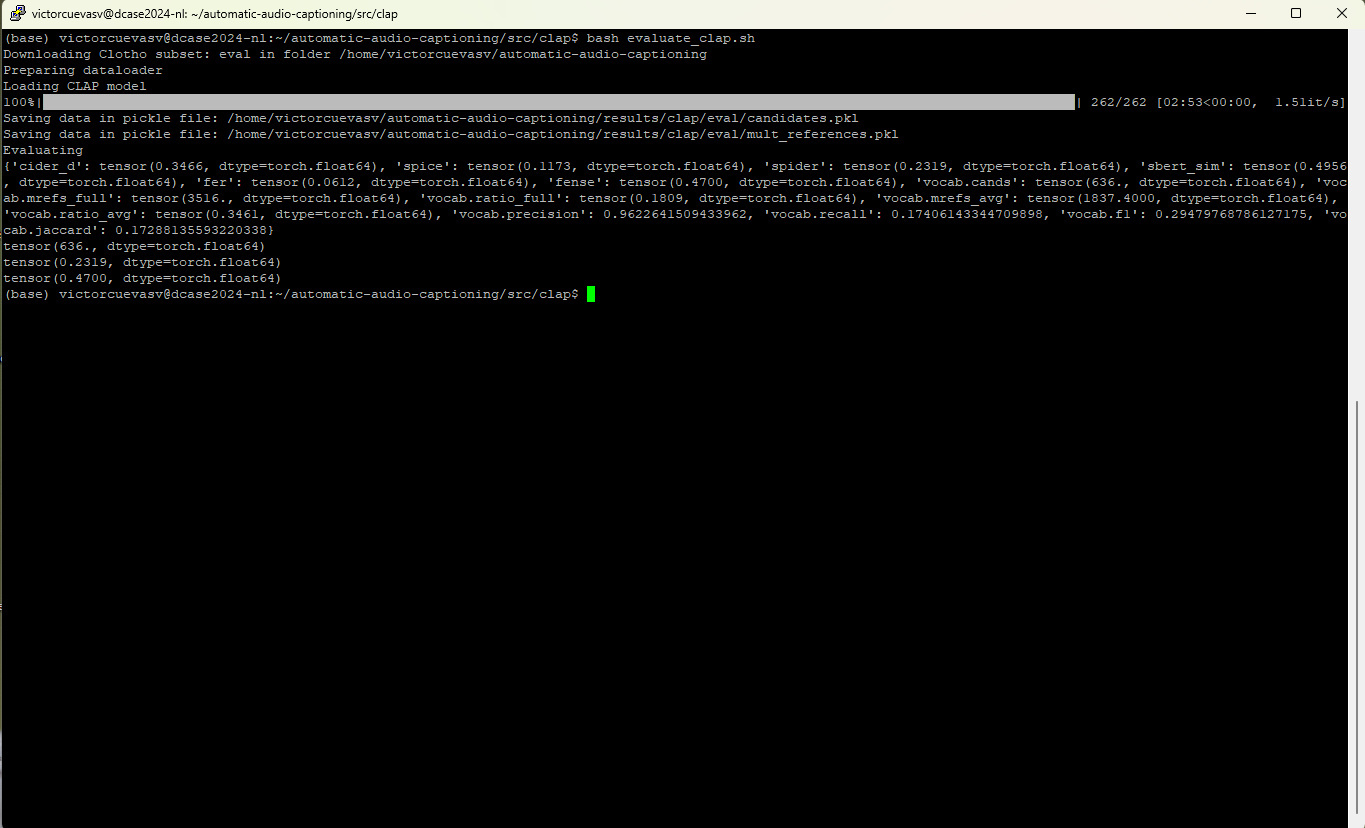 victorcuevasv@dcase2024-nl: ~/automatic-audio-captioning/src/clap
(base) victorcuevasv@dcase2024-nl:~/automatic-audio-captioning/src/clap$ bash evaluate_clap.sh
Downloading Clotho subset: eval in folder /home/victorcuevasv/automatic-audio-captioning
Preparing dataloader
Loading CLAP model
100%| | 262/262 [02:53<00:00,  1.51it/s]
Saving data in pickle file: /home/victorcuevasv/automatic-audio-captioning/results/clap/eval/candidates.pkl
Saving data in pickle file: /home/victorcuevasv/automatic-audio-captioning/results/clap/eval/mult_references.pkl
Evaluating
{'cider_d': tensor(0.3466, dtype=torch.float64), 'spice': tensor(0.1173, dtype=torch.float64), 'spider': tensor(0.2319, dtype=torch.float64), 'sbert_sim': tensor(0.4956
, dtype=torch.float64), 'fer': tensor(0.0612, dtype=torch.float64), 'fense': tensor(0.4700, dtype=torch.float64), 'vocab.cands': tensor(636., dtype=torch.float64), 'voc
ab.mrefs_full': tensor(3516., dtype=torch.float64), 'vocab.ratio_full': tensor(0.1809, dtype=torch.float64), 'vocab.mrefs_avg': tensor(1837.4000, dtype=torch.float64),
'vocab.ratio_avg': tensor(0.3461, dtype=torch.float64), 'vocab.precision': 0.9622641509433962, 'vocab.recall': 0.17406143344709898, 'vocab.f1': 0.29479768786127175, 'vo
cab.jaccard': 0.17288135593220338}
tensor(636., dtype=torch.float64)
tensor(0.2319, dtype=torch.float64)
tensor(0.4700, dtype=torch.float64)
(base) victorcuevasv@dcase2024-nl:~/automatic-audio-captioning/src/clap$